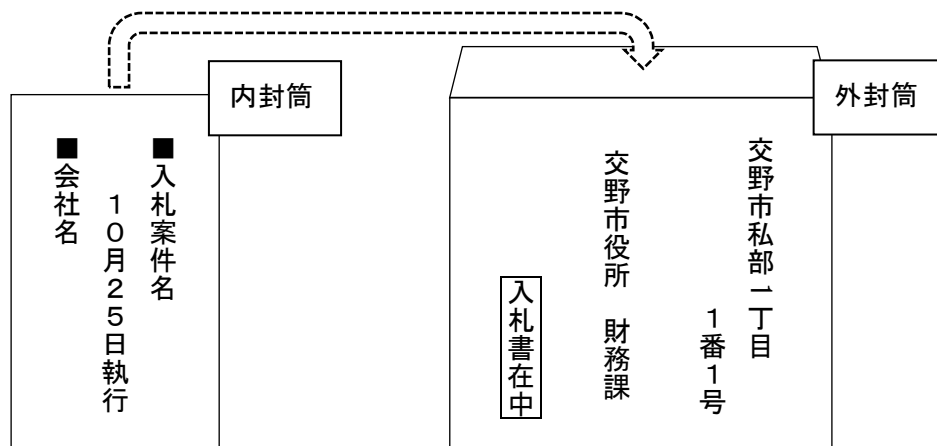 内封筒
■入札案件名
１０月２５日執行
■会社名
外封筒
交野市私部一丁目
１番１号
交野市役所　財務課
入札書在中